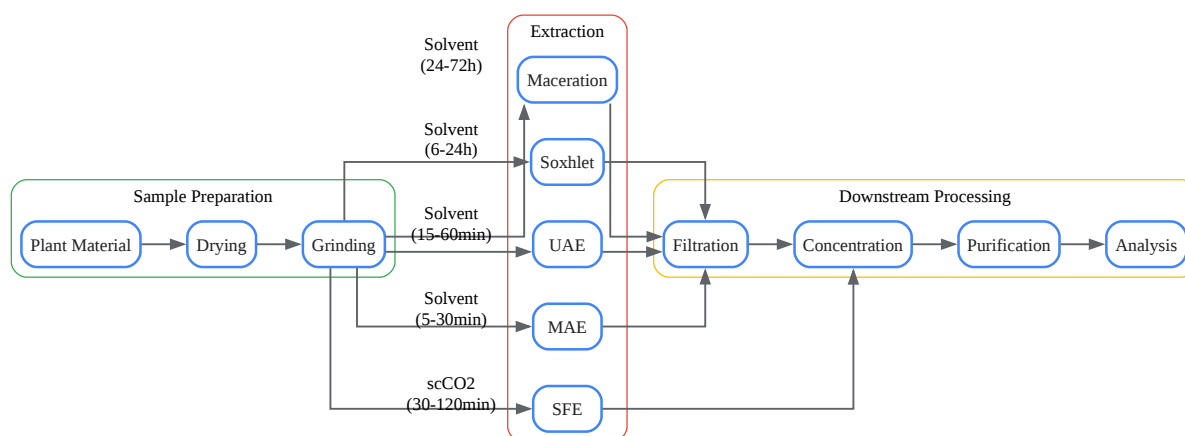 Extraction
Solvent
(24-72h)
Maceration
Solvent
(6-24h)
Soxhlet
Sample Preparation
Downstream Processing
Solvent
(15-60min)
Plant Material
Drying
Grinding
UAE
Filtration
Concentration
Purification
Analysis
Solvent
(5-30min)
MAE
scCO2
(30-120min)
SFE